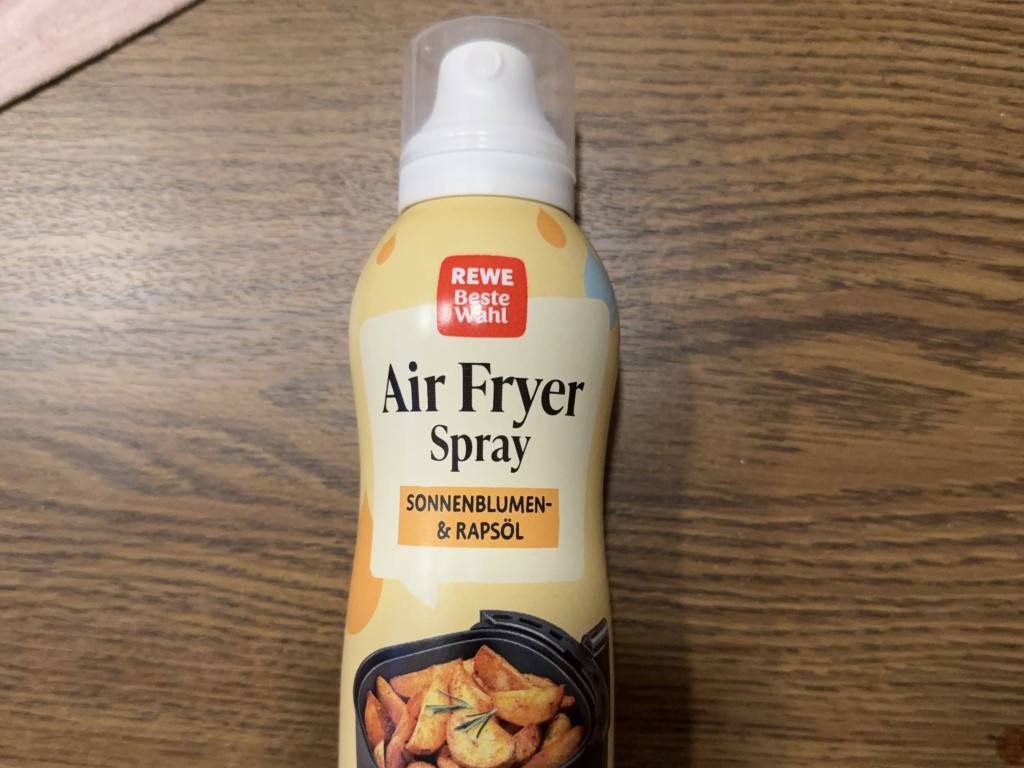 REWE
Beste
Wahl
Air Fryer
Spray
SONNENBLUMEN-
& RAPSÖL